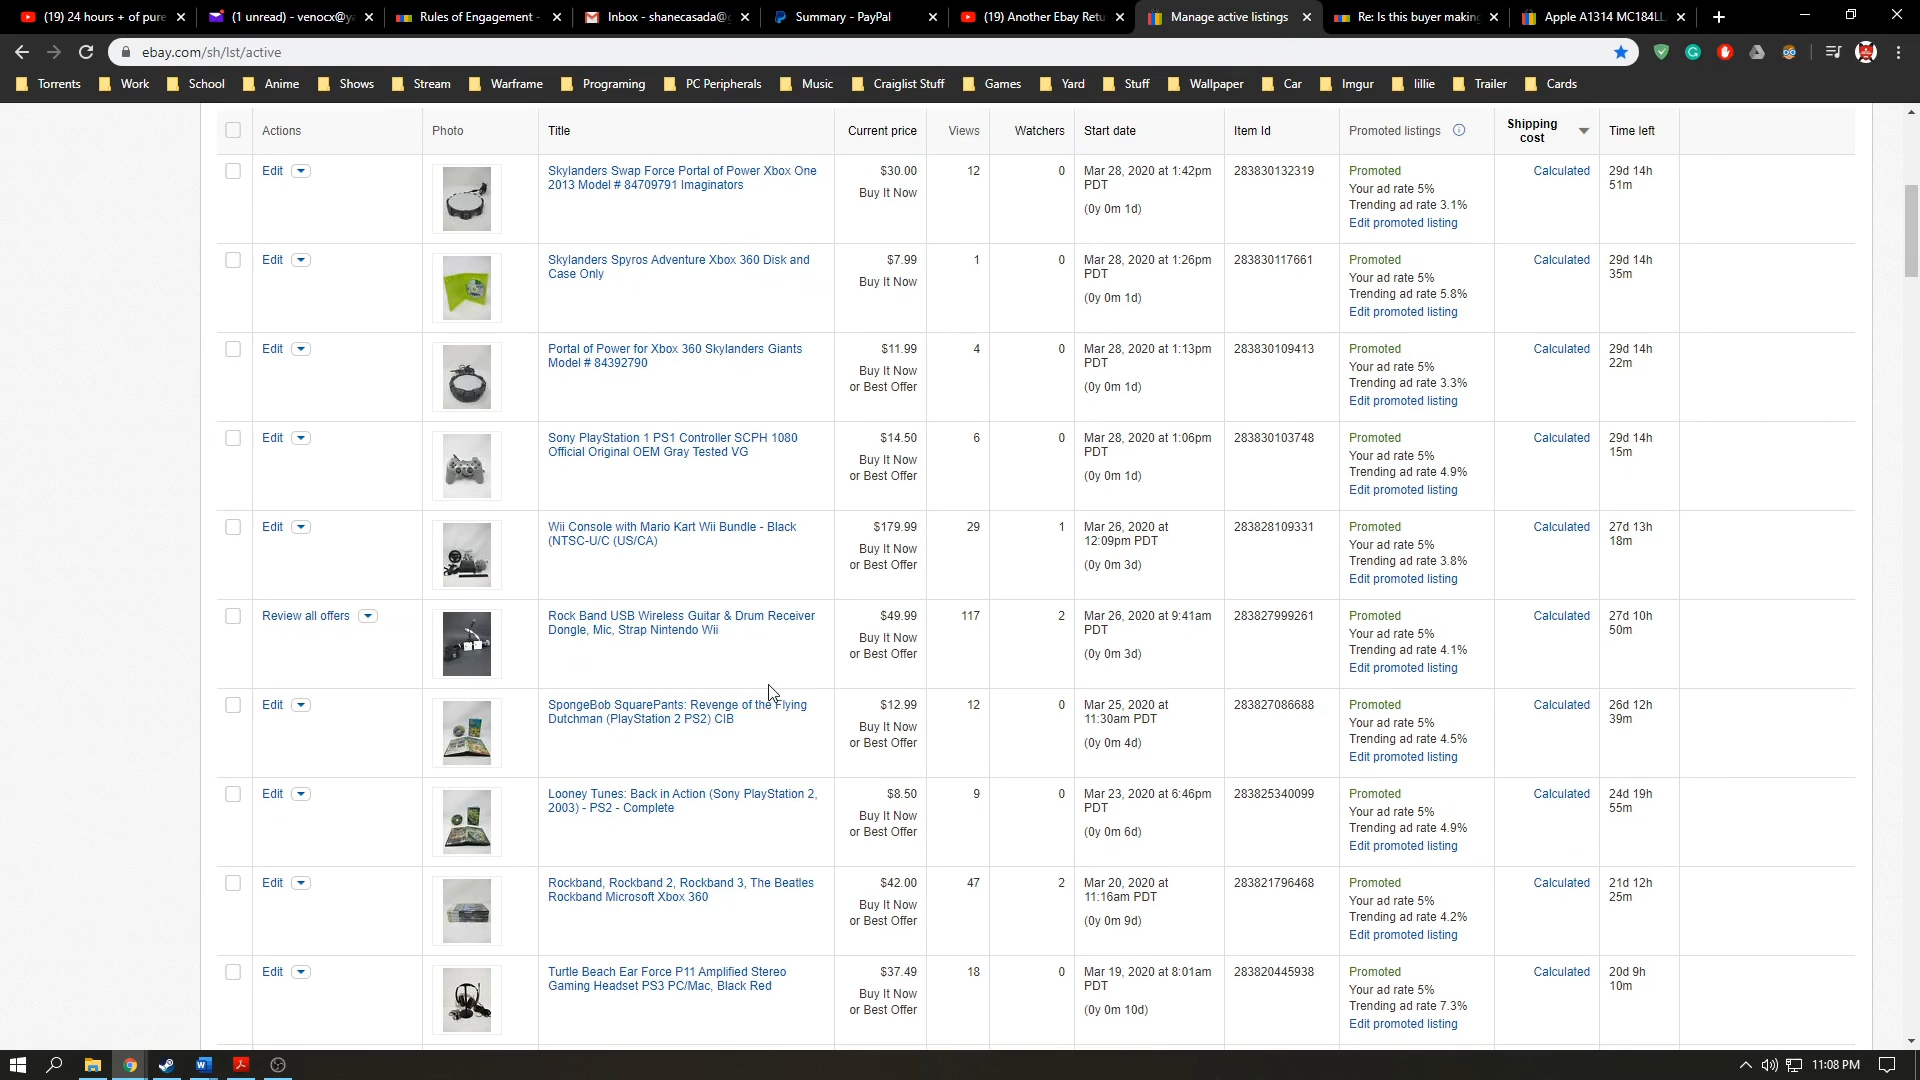 (19) 24 hours + of pure
(1 unread) - venocx@y
Rules of Engagement -
Inbox - shanecasada@g
Summary - PayPal
(19) Another Ebay Retu
Manage active listings
Re: Is this buyer making
Apple A1314 MC184LL
ebay.com/sh/lst/active
Torrents
Work
School
Anime
Shows
Stream
Warframe
Programing
PC Peripherals
Music
Craiglist Stuff
Games
Yard
Stuff
Wallpaper
Car
Imgur
lillie
Trailer
Cards
Actions
Photo
Title
Current price
Views
Watchers
Start date
Item Id
Promoted listings
Shipping
cost
Time left
Edit
Skylanders Swap Force Portal of Power Xbox One
2013 Model # 84709791 Imaginators
$30.00
Buy It Now
12
0
Mar 28, 2020 at 1:42pm
PDT
(0y 0m 1d)
283830132319
Promoted
Your ad rate 5%
Trending ad rate 3.1%
Edit promoted listing
Calculated
29d 14h
51m
Edit
Skylanders Spyros Adventure Xbox 360 Disk and
Case Only
$7.99
Buy It Now
1
0
Mar 28, 2020 at 1:26pm
PDT
(0y 0m 1d)
283830117661
Promoted
Your ad rate 5%
Trending ad rate 5.8%
Edit promoted listing
Calculated
29d 14h
35m
Edit
Portal of Power for Xbox 360 Skylanders Giants
Model # 84392790
$11.99
Buy It Now
or Best Offer
4
0
Mar 28, 2020 at 1:13pm
PDT
(0y 0m 1d)
283830109413
Promoted
Your ad rate 5%
Trending ad rate 3.3%
Edit promoted listing
Calculated
29d 14h
22m
Edit
Sony PlayStation 1 PS1 Controller SCPH 1080
Official Original OEM Gray Tested VG
$14.50
Buy It Now
or Best Offer
6
0
Mar 28, 2020 at 1:06pm
PDT
(0y 0m 1d)
283830103748
Promoted
Your ad rate 5%
Trending ad rate 4.9%
Edit promoted listing
Calculated
29d 14h
15m
Edit
Wii Console with Mario Kart Wii Bundle - Black
(NTSC-U/C (US/CA)
$179.99
Buy It Now
or Best Offer
29
1
Mar 26, 2020 at
12:09pm PDT
(0y 0m 3d)
283828109331
Promoted
Your ad rate 5%
Trending ad rate 3.8%
Edit promoted listing
Calculated
27d 13h
18m
Review all offers
Rock Band USB Wireless Guitar & Drum Receiver
Dongle, Mic, Strap Nintendo Wii
$49.99
Buy It Now
or Best Offer
117
2
Mar 26, 2020 at 9:41am
PDT
(0y 0m 3d)
283827999261
Promoted
Your ad rate 5%
Trending ad rate 4.1%
Edit promoted listing
Calculated
27d 10h
50m
Edit
SpongeBob SquarePants: Revenge of the Flying
Dutchman (PlayStation 2 PS2) CIB
$12.99
Buy It Now
or Best Offer
12
0
Mar 25, 2020 at
11:30am PDT
(0y 0m 4d)
283827086688
Promoted
Your ad rate 5%
Trending ad rate 4.5%
Edit promoted listing
Calculated
26d 12h
39m
Edit
Looney Tunes: Back in Action (Sony PlayStation 2,
2003) - PS2 - Complete
$8.50
Buy It Now
or Best Offer
9
0
Mar 23, 2020 at 6:46pm
PDT
(0y 0m 6d)
283825340099
Promoted
Your ad rate 5%
Trending ad rate 4.9%
Edit promoted listing
Calculated
24d 19h
55m
Edit
Rockband, Rockband 2, Rockband 3, The Beatles
Rockband Microsoft Xbox 360
$42.00
Buy It Now
or Best Offer
47
2
Mar 20, 2020 at
11:16am PDT
(0y 0m 9d)
283821796468
Promoted
Your ad rate 5%
Trending ad rate 4.2%
Edit promoted listing
Calculated
21d 12h
25m
Edit
Turtle Beach Ear Force P11 Amplified Stereo
Gaming Headset PS3 PC/Mac, Black Red
$37.49
Buy It Now
or Best Offer
18
0
Mar 19, 2020 at 8:01am
PDT
(0y 0m 10d)
283820445938
Promoted
Your ad rate 5%
Trending ad rate 7.3%
Edit promoted listing
Calculated
20d 9h
10m
11:08 PM